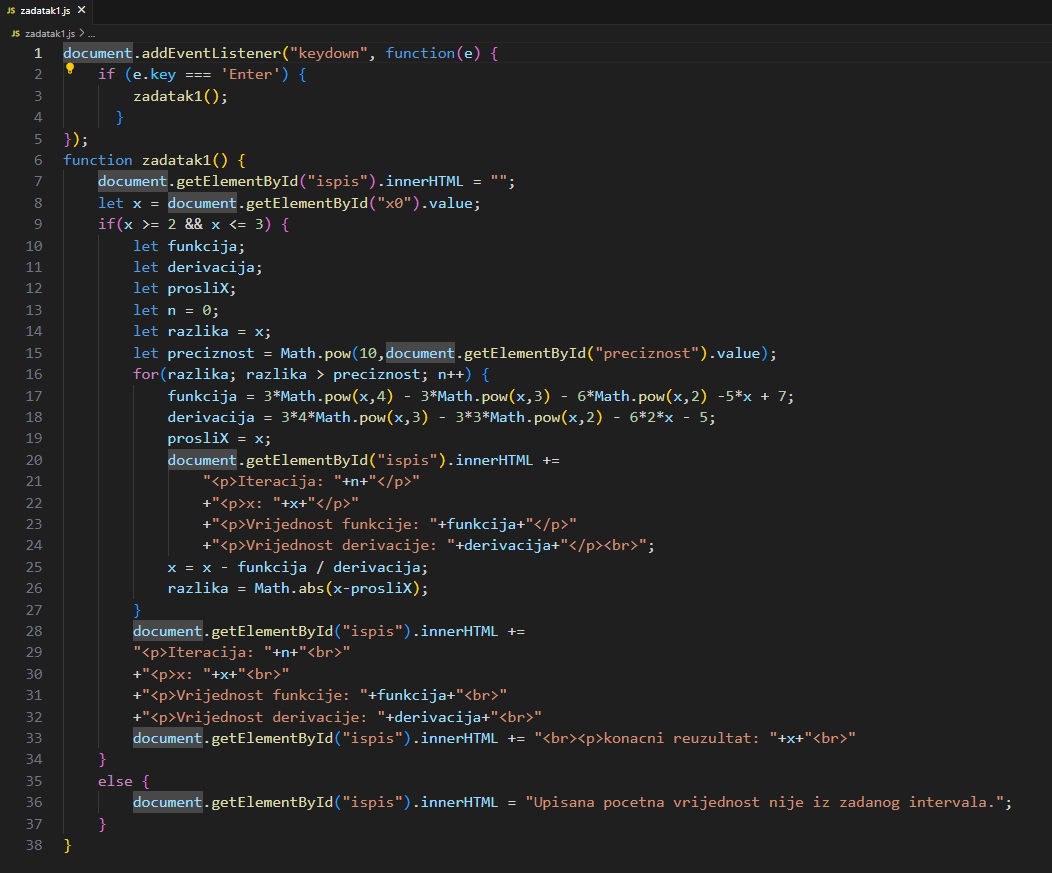 JS zadatak1.js ×
JS zadatak1.js > ...
1 document.addEventListener("keydown", function(e) {
2     if (e.key === 'Enter') {
3         zadatak1();
4       }
5 });
6 function zadatak1() {
7     document.getElementById("ispis").innerHTML = "";
8     let x = document.getElementById("x0").value;
9     if(x >= 2 && x <= 3) {
10         let funkcija;
11         let derivacija;
12         let prosliX;
13         let n = 0;
14         let razlika = x;
15         let preciznost = Math.pow(10,document.getElementById("preciznost").value);
16         for(razlika; razlika > preciznost; n++) {
17             funkcija = 3*Math.pow(x,4) - 3*Math.pow(x,3) - 6*Math.pow(x,2) -5*x + 7;
18             derivacija = 3*4*Math.pow(x,3) - 3*3*Math.pow(x,2) - 6*2*x - 5;
19             prosliX = x;
20             document.getElementById("ispis").innerHTML +=
21                 "<p>Iteracija: "+n+"</p>"
22                 +"<p>x: "+x+"</p>"
23                 +"<p>Vrijednost funkcije: "+funkcija+"</p>"
24                 +"<p>Vrijednost derivacije: "+derivacija+"</p><br>";
25             x = x - funkcija / derivacija;
26             razlika = Math.abs(x-prosliX);
27         }
28         document.getElementById("ispis").innerHTML +=
29         "<p>Iteracija: "+n+"<br>"
30         +"<p>x: "+x+"<br>"
31         +"<p>Vrijednost funkcije: "+funkcija+"<br>"
32         +"<p>Vrijednost derivacije: "+derivacija+"<br>"
33         document.getElementById("ispis").innerHTML += "<br><p>konacni reuzultat: "+x+"<br>"
34     }
35     else {
36         document.getElementById("ispis").innerHTML = "Upisana pocetna vrijednost nije iz zadanog intervala.";
37     }
38 }